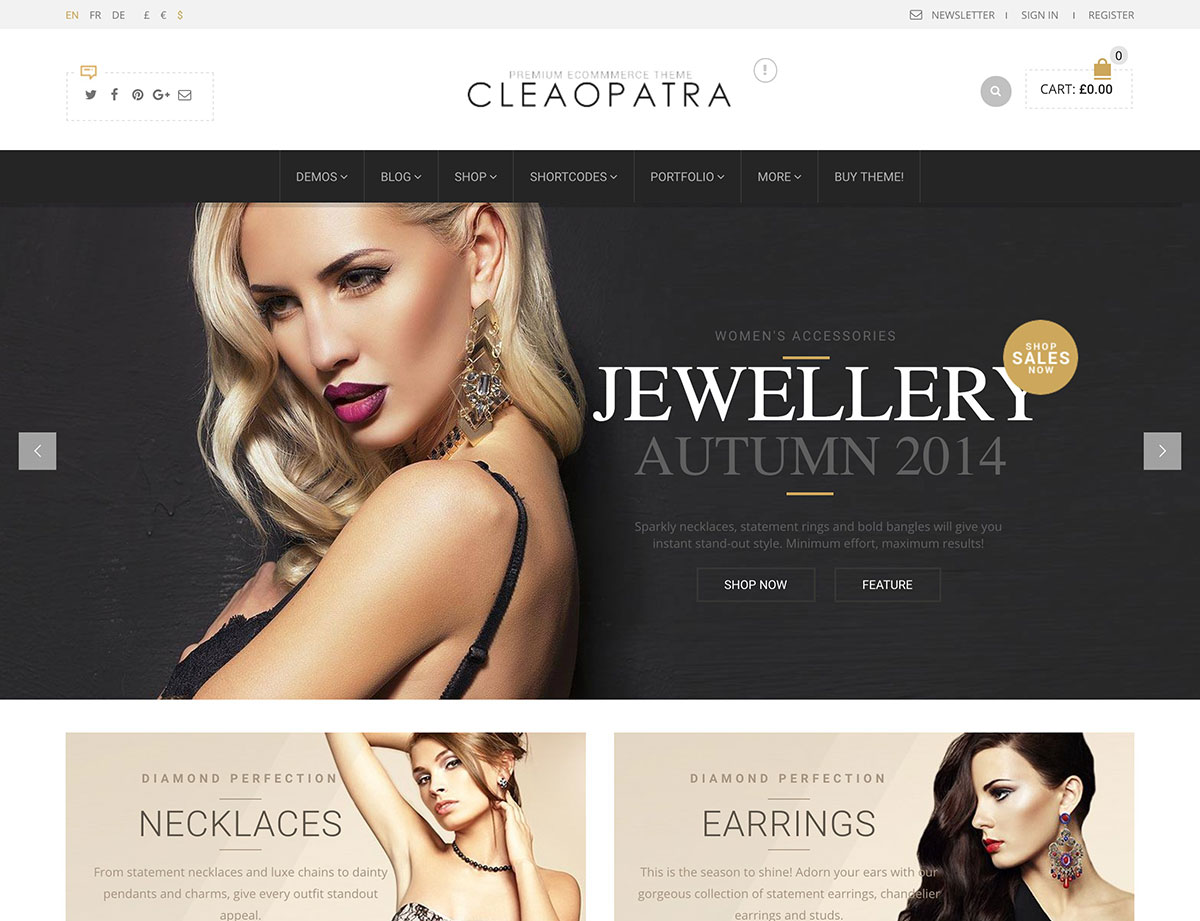 EN FR DE £ € $
NEWSLETTER SIGN IN REGISTER
PREMIUM ECOMMMERCE THEME
CLEAOPATRA
0
CART: £0.00
DEMOS BLOG SHOP SHORTCODES PORTFOLIO MORE BUY THEME!
WOMEN'S ACCESSORIES
SHOP
SALES
NOW
JEWELLERY
AUTUMN 2014
Sparkly necklaces, statement rings and bold bangles will give you
instant stand-out style. Minimum effort, maximum results!
SHOP NOW FEATURE
DIAMOND PERFECTION
NECKLACES
From statement necklaces and luxe chains to dainty
pendants and charms, give every outfit standout
appeal.
DIAMOND PERFECTION
EARRINGS
This is the season to shine! Adorn your ears with our
gorgeous collection of statement earrings, chandelier
earrings and studs.